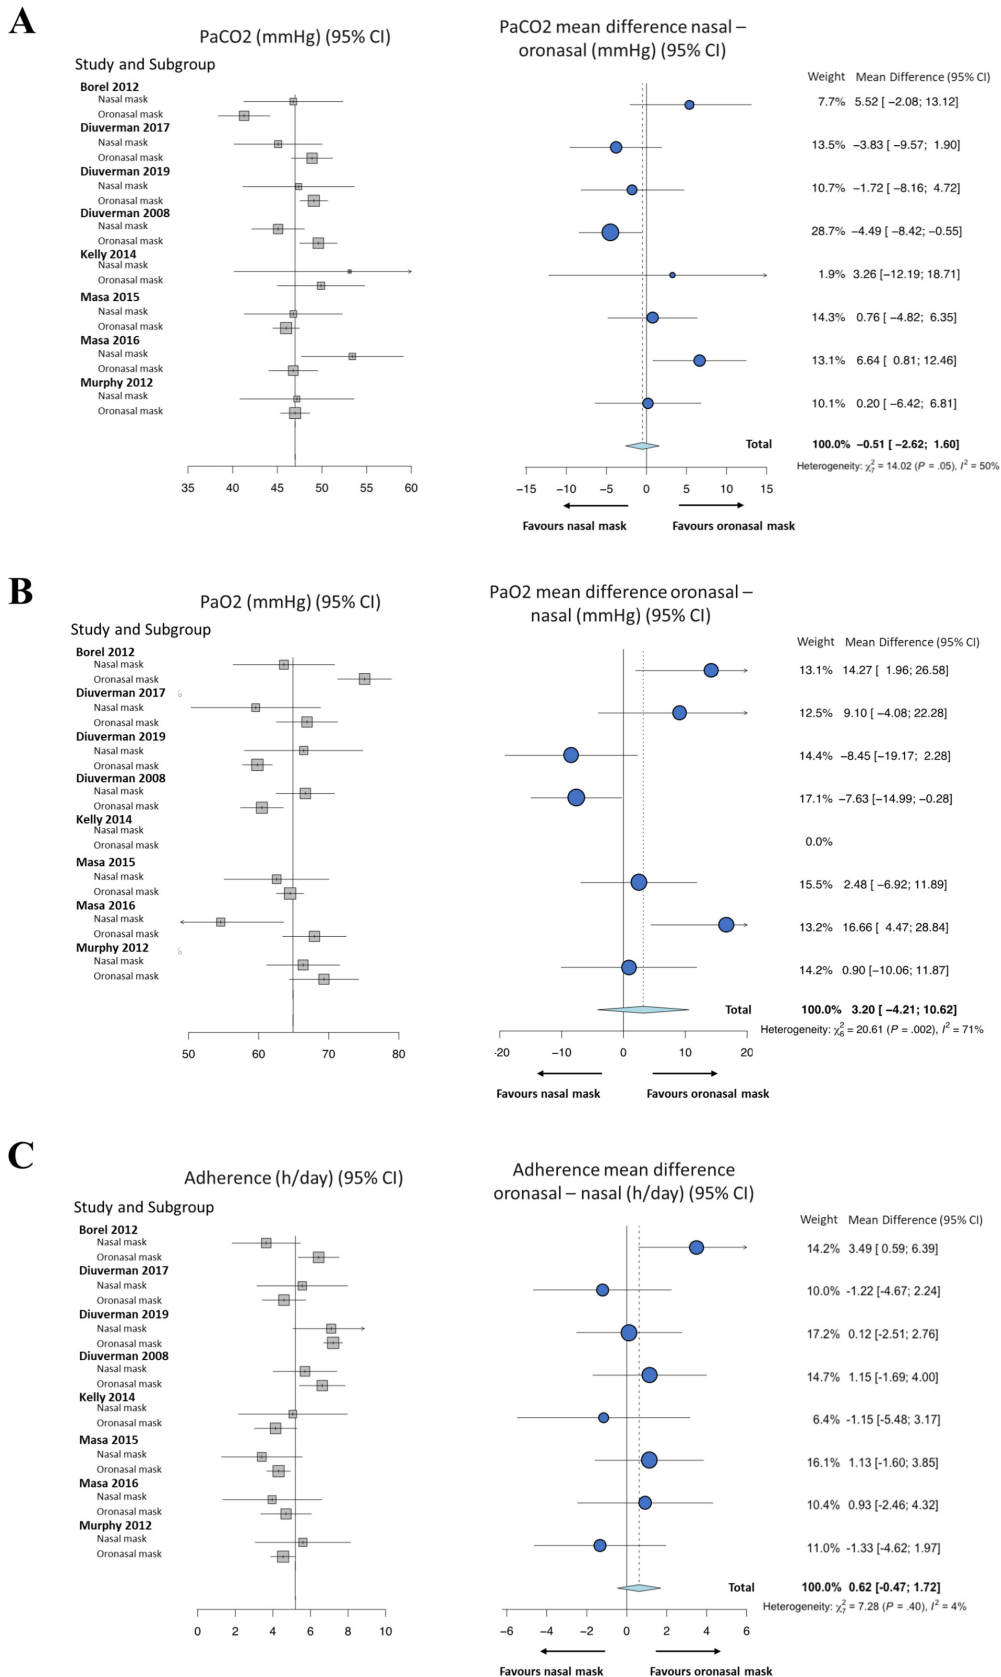 A
PaCO2 (mmHg) (95% CI)
Study and Subgroup
Borel 2012
Nasal mask
Oronasal mask
Diuverman 2017
Nasal mask
Oronasal mask
Diuverman 2019
Nasal mask
Oronasal mask
Diuverman 2008
Nasal mask
Oronasal mask
Kelly 2014
Nasal mask
Oronasal mask
Masa 2015
Nasal mask
Oronasal mask
Masa 2016
Nasal mask
Oronasal mask
Murphy 2012
Nasal mask
Oronasal mask
35 40 45 50 55 60
PaCO2 mean difference nasal –
oronasal (mmHg) (95% CI)
Weight Mean Difference (95% CI)
7.7% 5.52 [ −2.08; 13.12]
13.5% −3.83 [ −9.57; 1.90]
10.7% −1.72 [ −8.16; 4.72]
28.7% −4.49 [ −8.42; −0.55]
1.9% 3.26 [−12.19; 18.71]
14.3% 0.76 [ −4.82; 6.35]
13.1% 6.64 [ 0.81; 12.46]
10.1% 0.20 [ −6.42; 6.81]
Total 100.0% −0.51 [ −2.62; 1.60]
Heterogeneity: χ²₇ = 14.02 (P = .05), I² = 50%
−15 −10 −5 0 5 10 15
Favours nasal mask Favours oronasal mask
B
PaO2 (mmHg) (95% CI)
Study and Subgroup
Borel 2012
Nasal mask
Oronasal mask
Diuverman 2017
Nasal mask
Oronasal mask
Diuverman 2019
Nasal mask
Oronasal mask
Diuverman 2008
Nasal mask
Oronasal mask
Kelly 2014
Nasal mask
Oronasal mask
Masa 2015
Nasal mask
Oronasal mask
Masa 2016
Nasal mask
Oronasal mask
Murphy 2012
Nasal mask
Oronasal mask
50 60 70 80
PaO2 mean difference oronasal –
nasal (mmHg) (95% CI)
Weight Mean Difference (95% CI)
13.1% 14.27 [ 1.96; 26.58]
12.5% 9.10 [ −4.08; 22.28]
14.4% −8.45 [−19.17; 2.28]
17.1% −7.63 [−14.99; −0.28]
0.0%
15.5% 2.48 [ −6.92; 11.89]
13.2% 16.66 [ 4.47; 28.84]
14.2% 0.90 [−10.06; 11.87]
Total 100.0% 3.20 [ −4.21; 10.62]
Heterogeneity: χ²₆ = 20.61 (P = .002), I² = 71%
-20 −10 0 10 20
Favours nasal mask Favours oronasal mask
C
Adherence (h/day) (95% CI)
Study and Subgroup
Borel 2012
Nasal mask
Oronasal mask
Diuverman 2017
Nasal mask
Oronasal mask
Diuverman 2019
Nasal mask
Oronasal mask
Diuverman 2008
Nasal mask
Oronasal mask
Kelly 2014
Nasal mask
Oronasal mask
Masa 2015
Nasal mask
Oronasal mask
Masa 2016
Nasal mask
Oronasal mask
Murphy 2012
Nasal mask
Oronasal mask
0 2 4 6 8 10
Adherence mean difference
oronasal – nasal (h/day) (95% CI)
Weight Mean Difference (95% CI)
14.2% 3.49 [ 0.59; 6.39]
10.0% -1.22 [-4.67; 2.24]
17.2% 0.12 [-2.51; 2.76]
14.7% 1.15 [-1.69; 4.00]
6.4% -1.15 [-5.48; 3.17]
16.1% 1.13 [-1.60; 3.85]
10.4% 0.93 [-2.46; 4.32]
11.0% -1.33 [-4.62; 1.97]
Total 100.0% 0.62 [-0.47; 1.72]
Heterogeneity: χ²₇ = 7.28 (P = .40), I² = 4%
−6 −4 −2 0 2 4 6
Favours nasal mask Favours oronasal mask